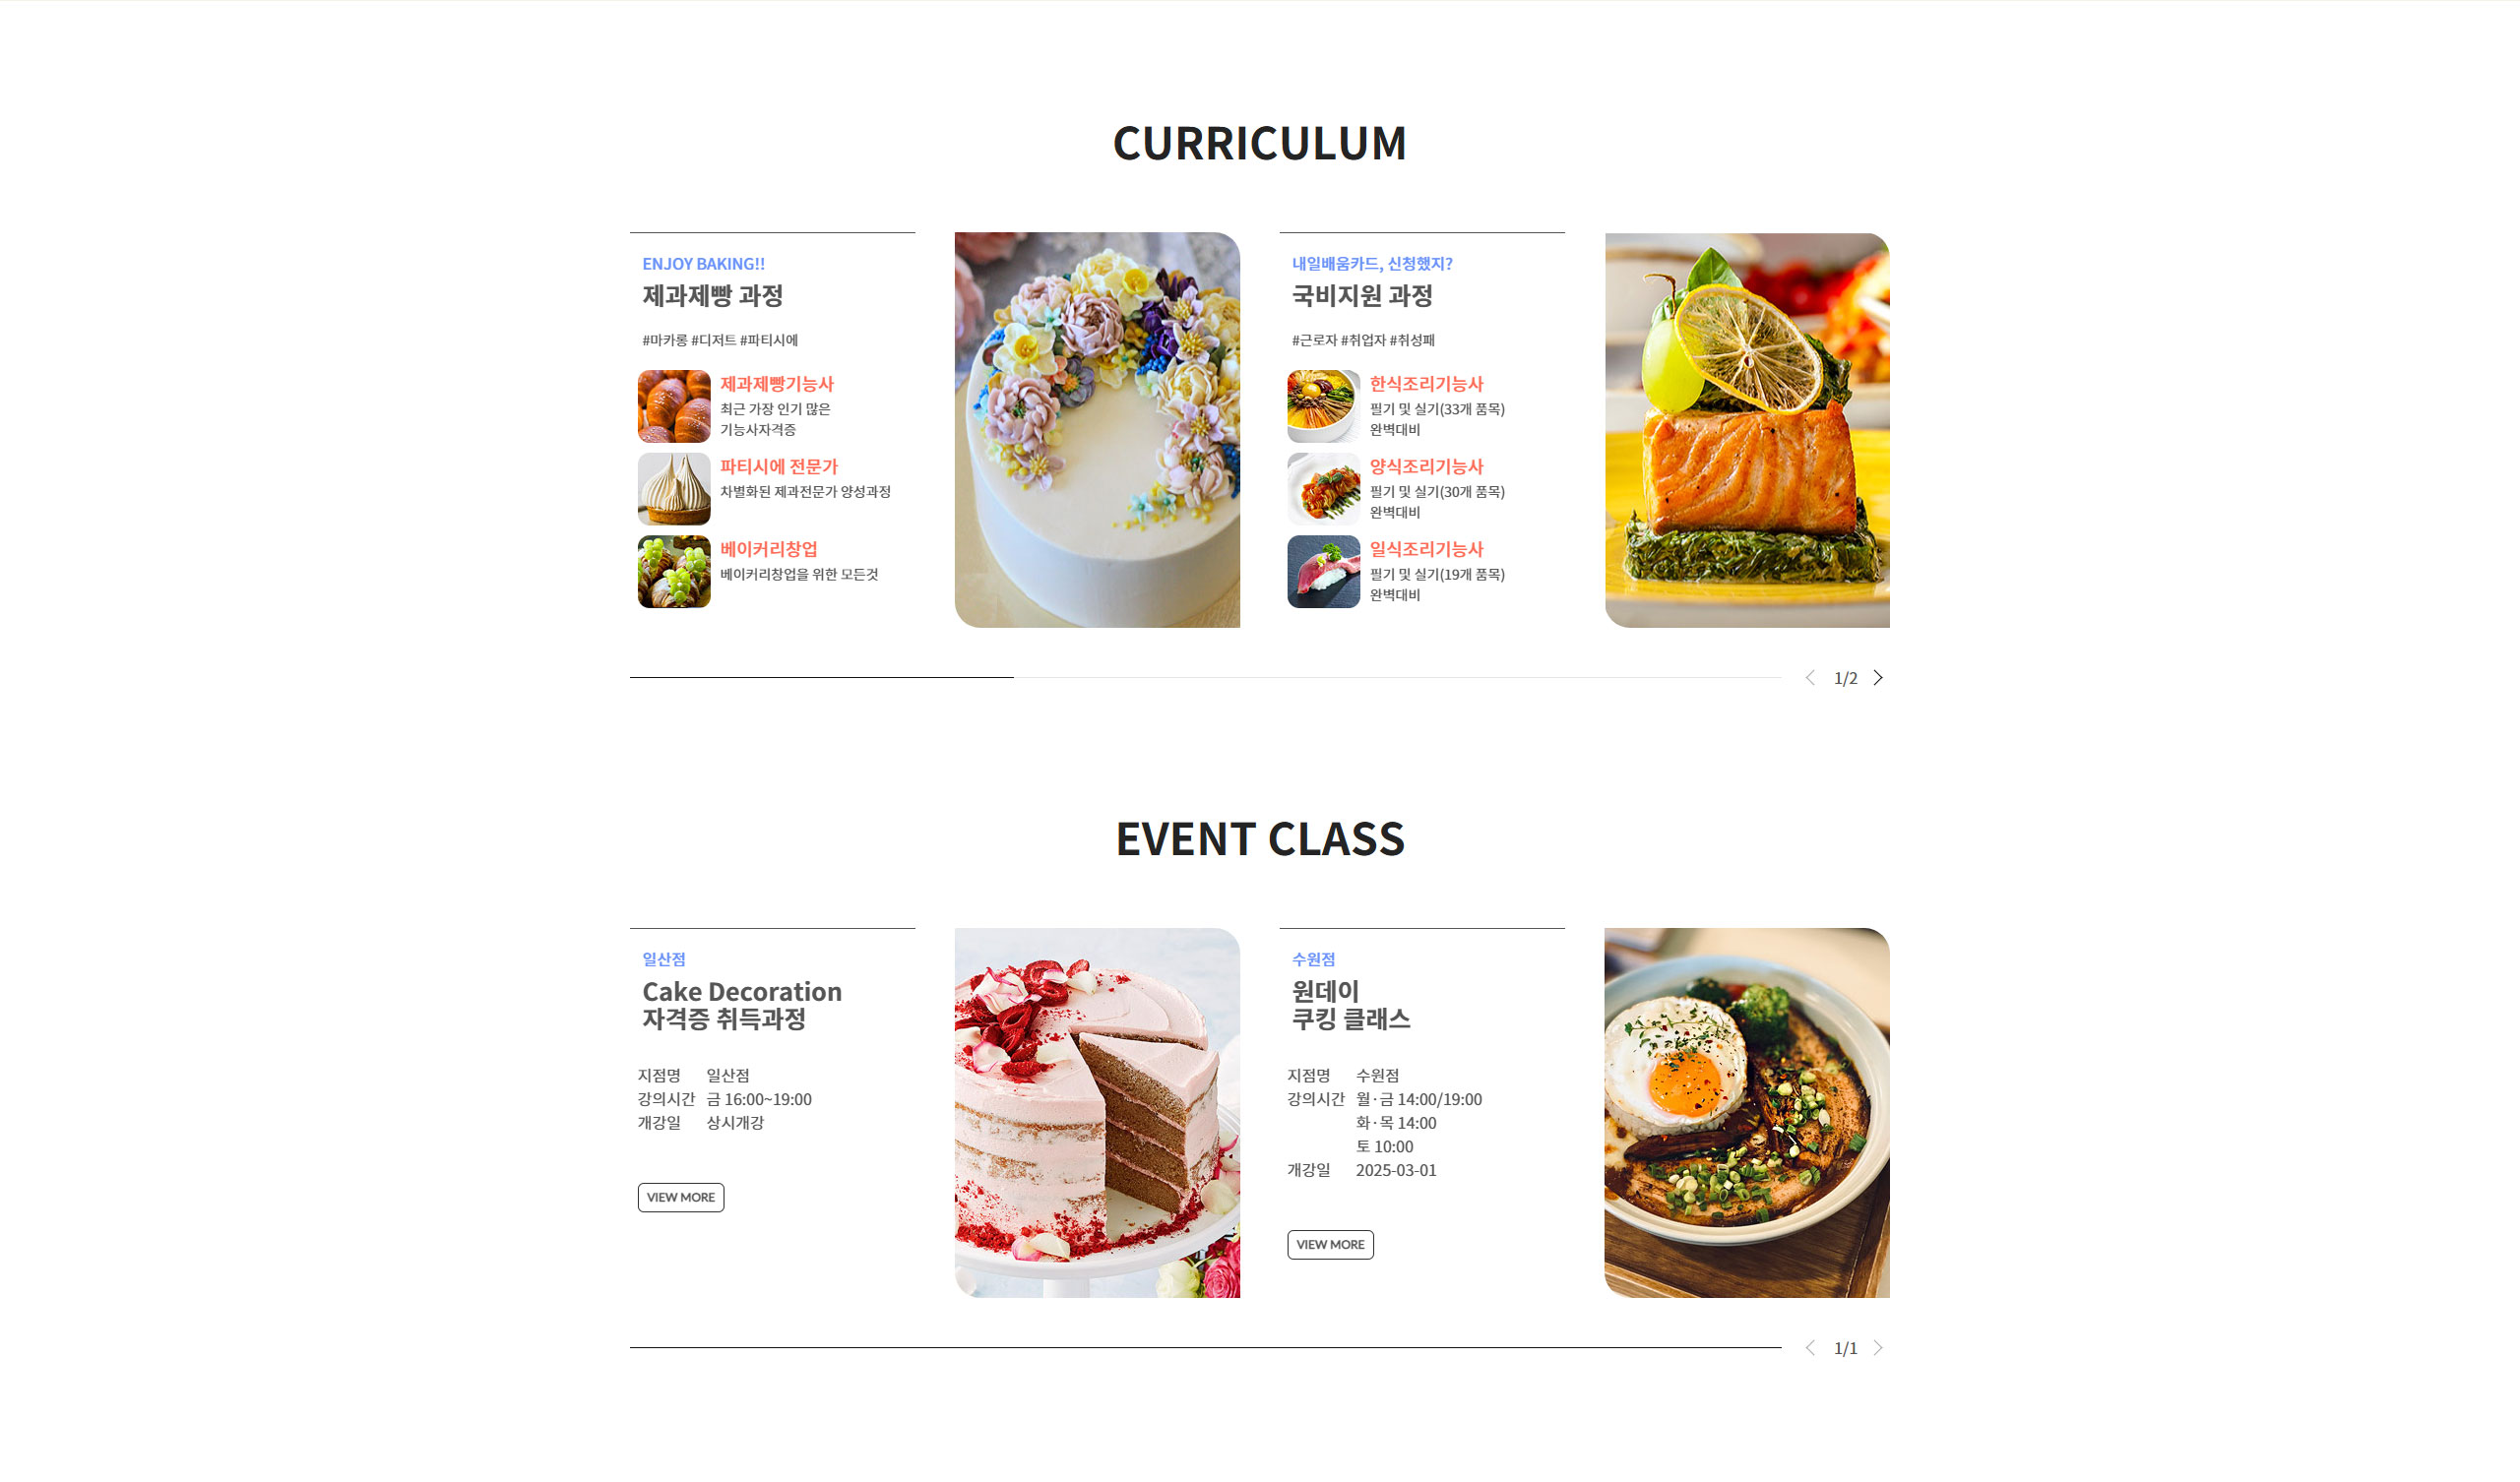 CURRICULUM
ENJOY BAKING!!
제과제빵 과정
#마카롱 #디저트 #파티시에
제과제빵기능사
최근 가장 인기 많은
기능사자격증
파티시에 전문가
차별화된 제과전문가 양성과정
베이커리창업
베이커리창업을 위한 모든것
내일배움카드, 신청했지?
국비지원 과정
#근로자 #취업자 #취성패
한식조리기능사
필기 및 실기(33개 품목)
완벽대비
양식조리기능사
필기 및 실기(30개 품목)
완벽대비
일식조리기능사
필기 및 실기(19개 품목)
완벽대비
1/2
EVENT CLASS
일산점
Cake Decoration
자격증 취득과정
지점명 일산점
강의시간 금 16:00~19:00
개강일 상시개강
VIEW MORE
수원점
원데이
쿠킹 클래스
지점명 수원점
강의시간 월·금 14:00/19:00
화·목 14:00
토 10:00
개강일 2025-03-01
VIEW MORE
1/1